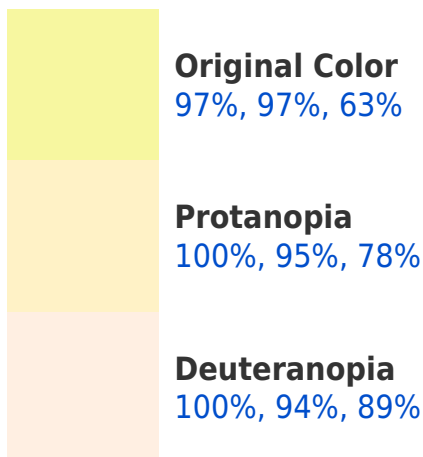 Original Color
97%, 97%, 63%
Protanopia
100%, 95%, 78%
Deuteranopia
100%, 94%, 89%